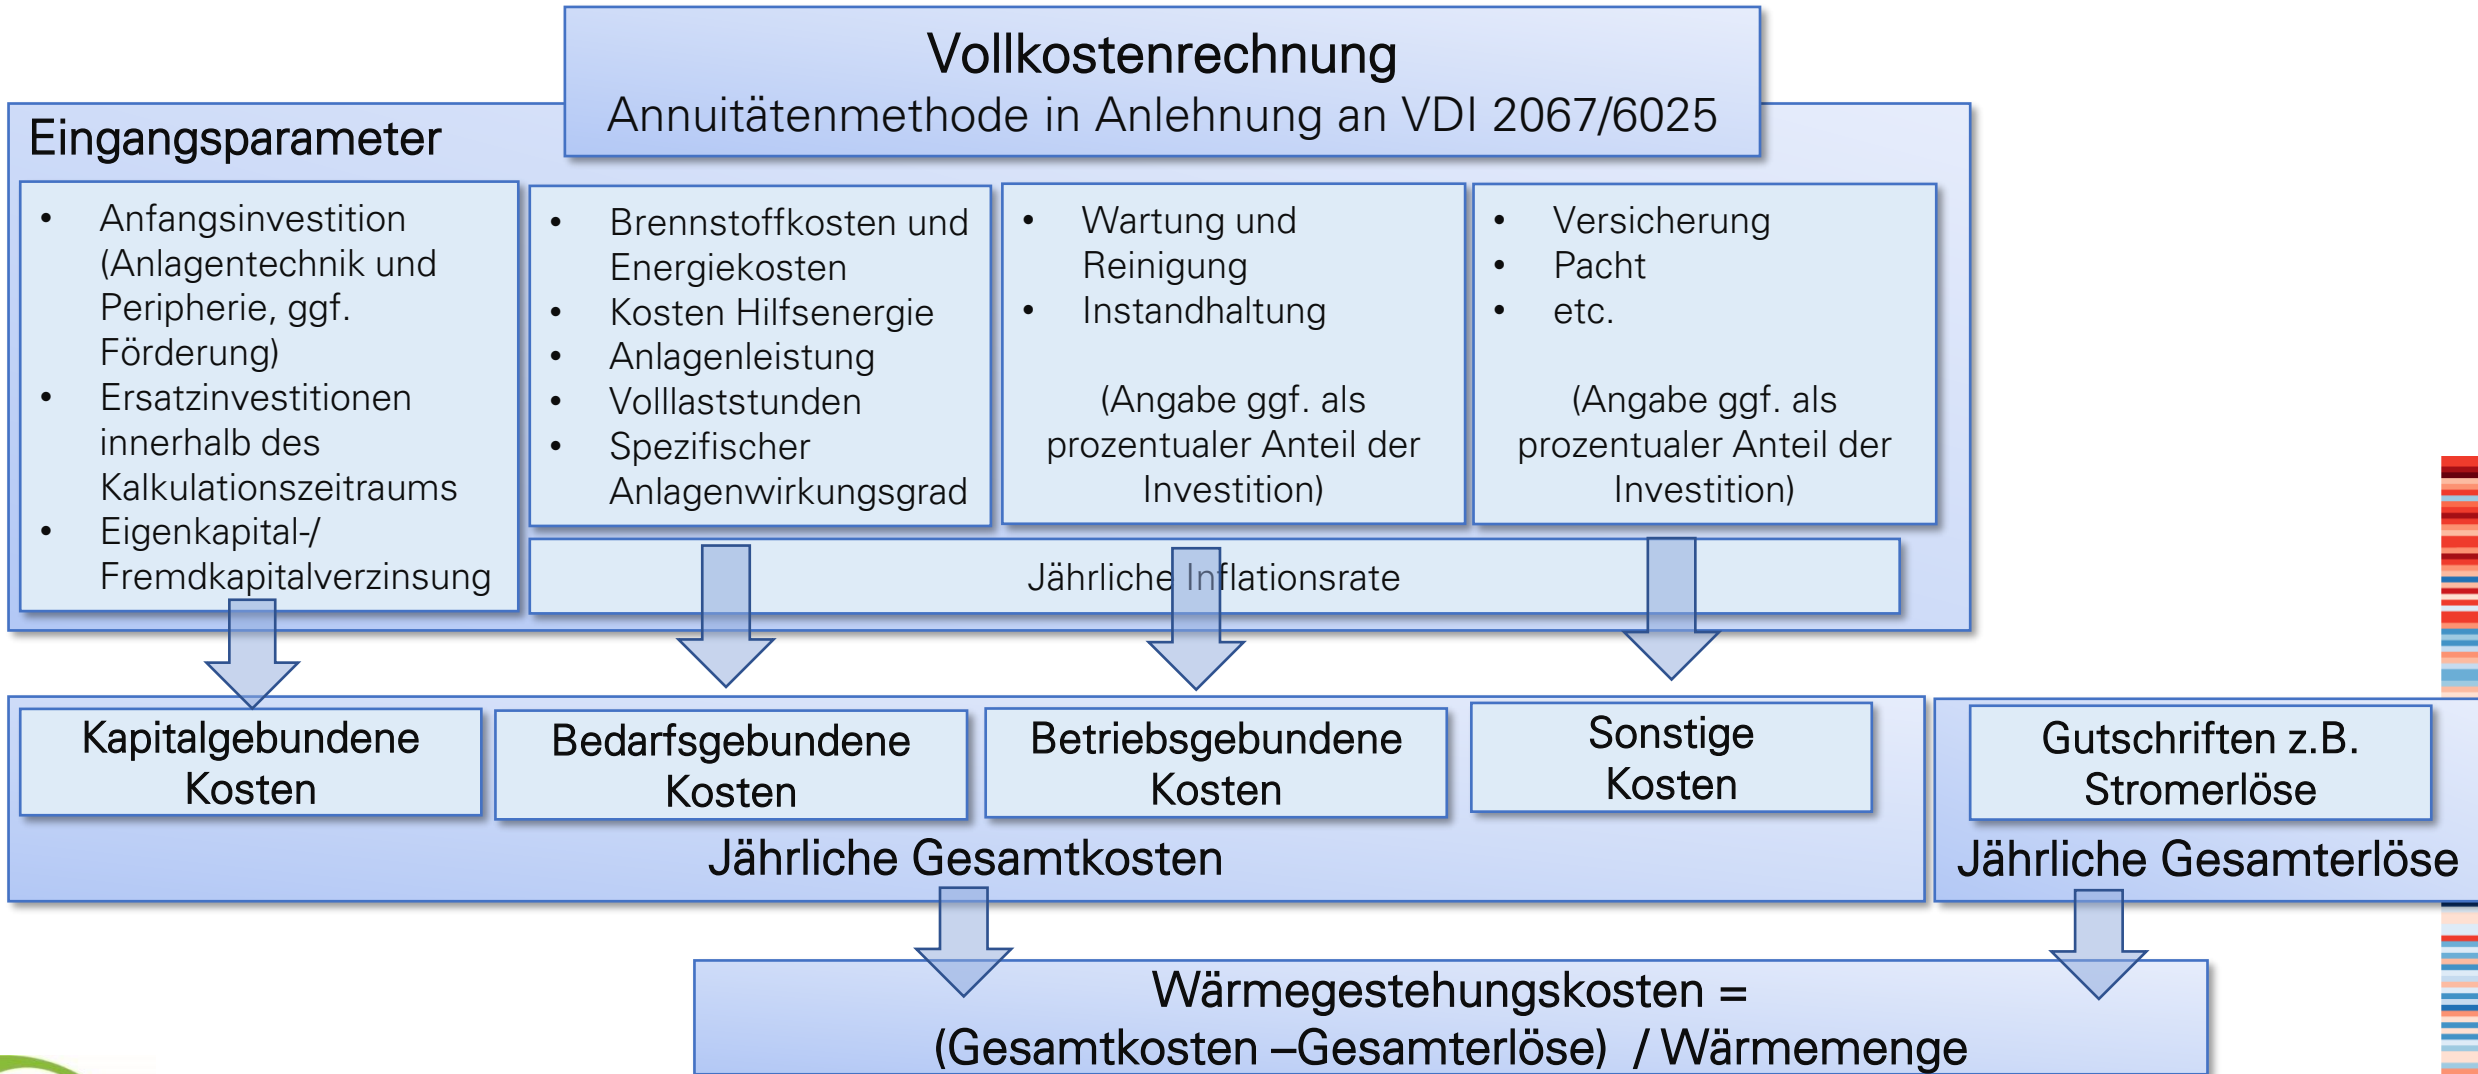 Vollkostenrechnung
Annuitätenmethode in Anlehnung an VDI 2067/6025
Eingangsparameter
• Anfangsinvestition
(Anlagentechnik und
Peripherie, ggf.
Förderung)
• Ersatzinvestitionen
innerhalb des
Kalkulationszeitraums
• Eigenkapital-/
Fremdkapitalverzinsung
• Brennstoffkosten und
Energiekosten
• Kosten Hilfsenergie
• Anlagenleistung
• Volllaststunden
• Spezifischer
Anlagenwirkungsgrad
• Wartung und
Reinigung
• Instandhaltung
(Angabe ggf. als
prozentualer Anteil der
Investition)
• Versicherung
• Pacht
• etc.
(Angabe ggf. als
prozentualer Anteil der
Investition)
Jährliche Inflationsrate
Kapitalgebundene
Kosten
Bedarfsgebundene
Kosten
Betriebsgebundene
Kosten
Sonstige
Kosten
Jährliche Gesamtkosten
Gutschriften z.B.
Stromerlöse
Jährliche Gesamterlöse
Wärmegestehungskosten =
(Gesamtkosten –Gesamterlöse) / Wärmemenge